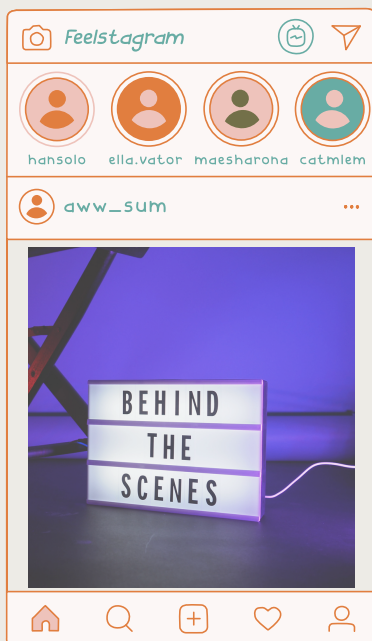 Feelstagram
hansolo ella.vator maesharona catmlem
aww_sum
BEHIND
THE
SCENES